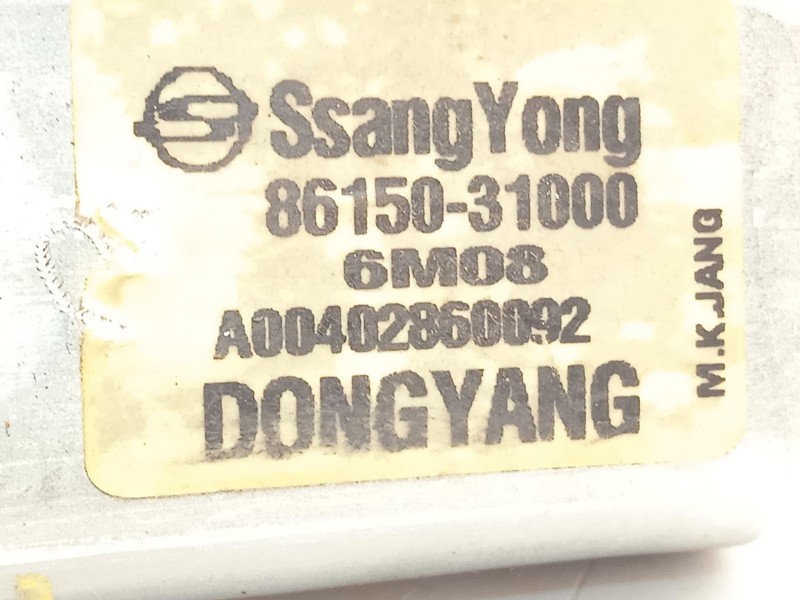 SsangYong
86150-31000
6M08
A00402860092
DONGYANG
M.K.JANG